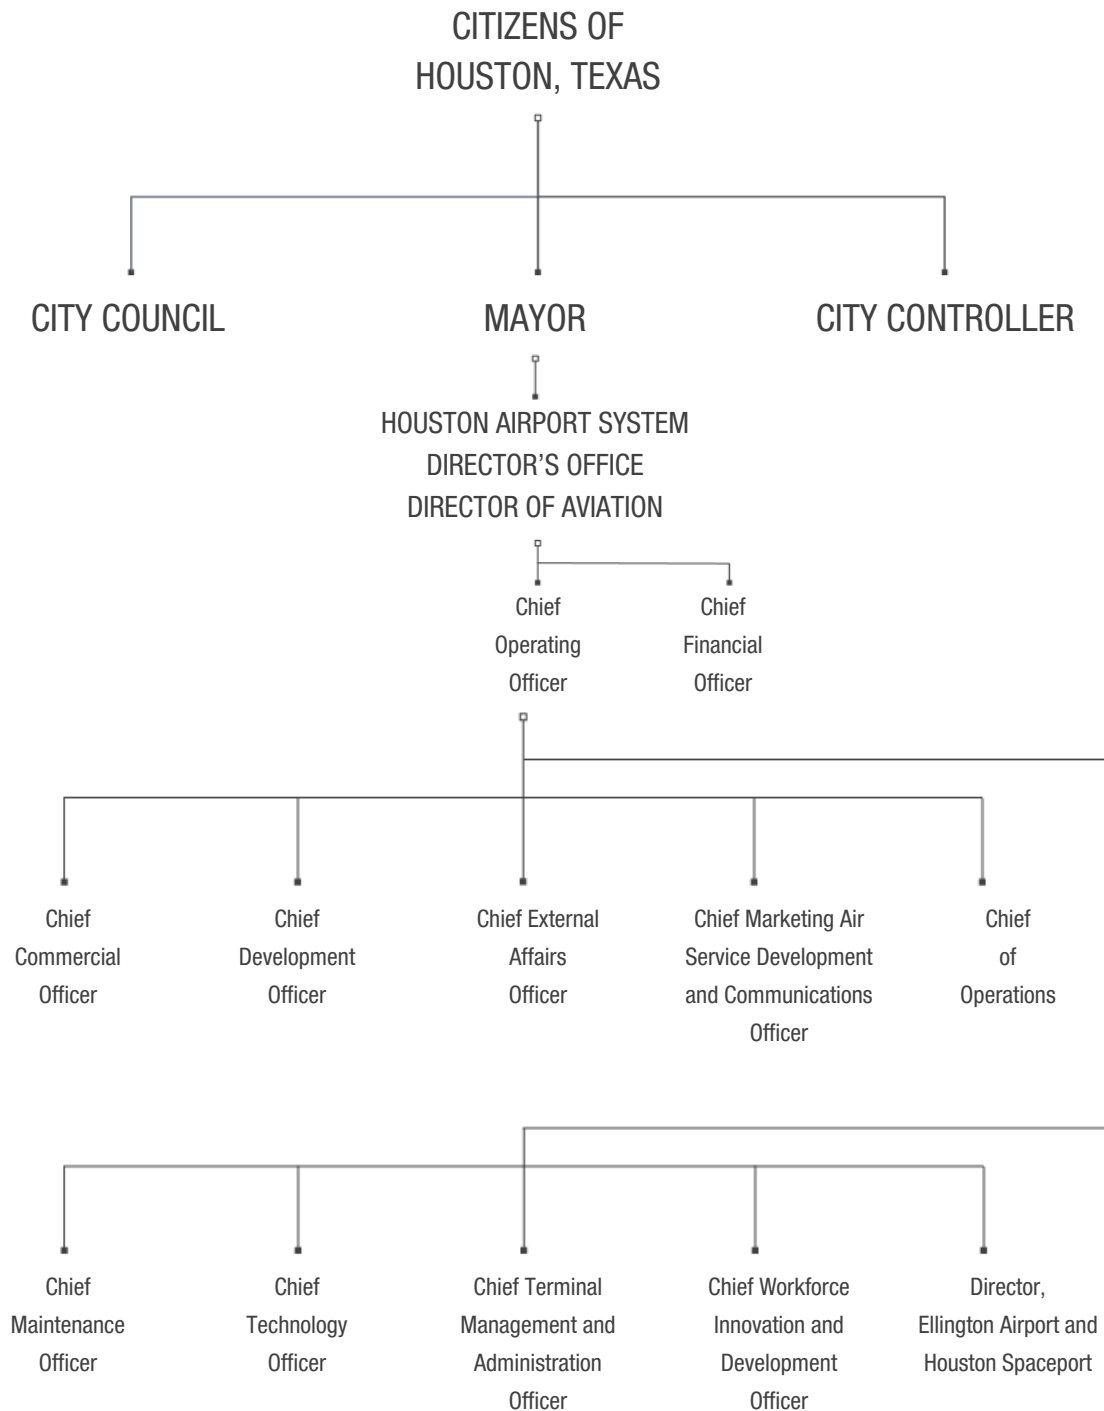 CITIZENS OF
HOUSTON, TEXAS
CITY COUNCIL
MAYOR
CITY CONTROLLER
HOUSTON AIRPORT SYSTEM
DIRECTOR'S OFFICE
DIRECTOR OF AVIATION
Chief
Operating
Officer
Chief
Financial
Officer
Chief
Commercial
Officer
Chief
Development
Officer
Chief External
Affairs
Officer
Chief Marketing Air
Service Development
and Communications
Officer
Chief
of
Operations
Chief
Maintenance
Officer
Chief
Technology
Officer
Chief Terminal
Management and
Administration
Officer
Chief Workforce
Innovation and
Development
Officer
Director,
Ellington Airport and
Houston Spaceport